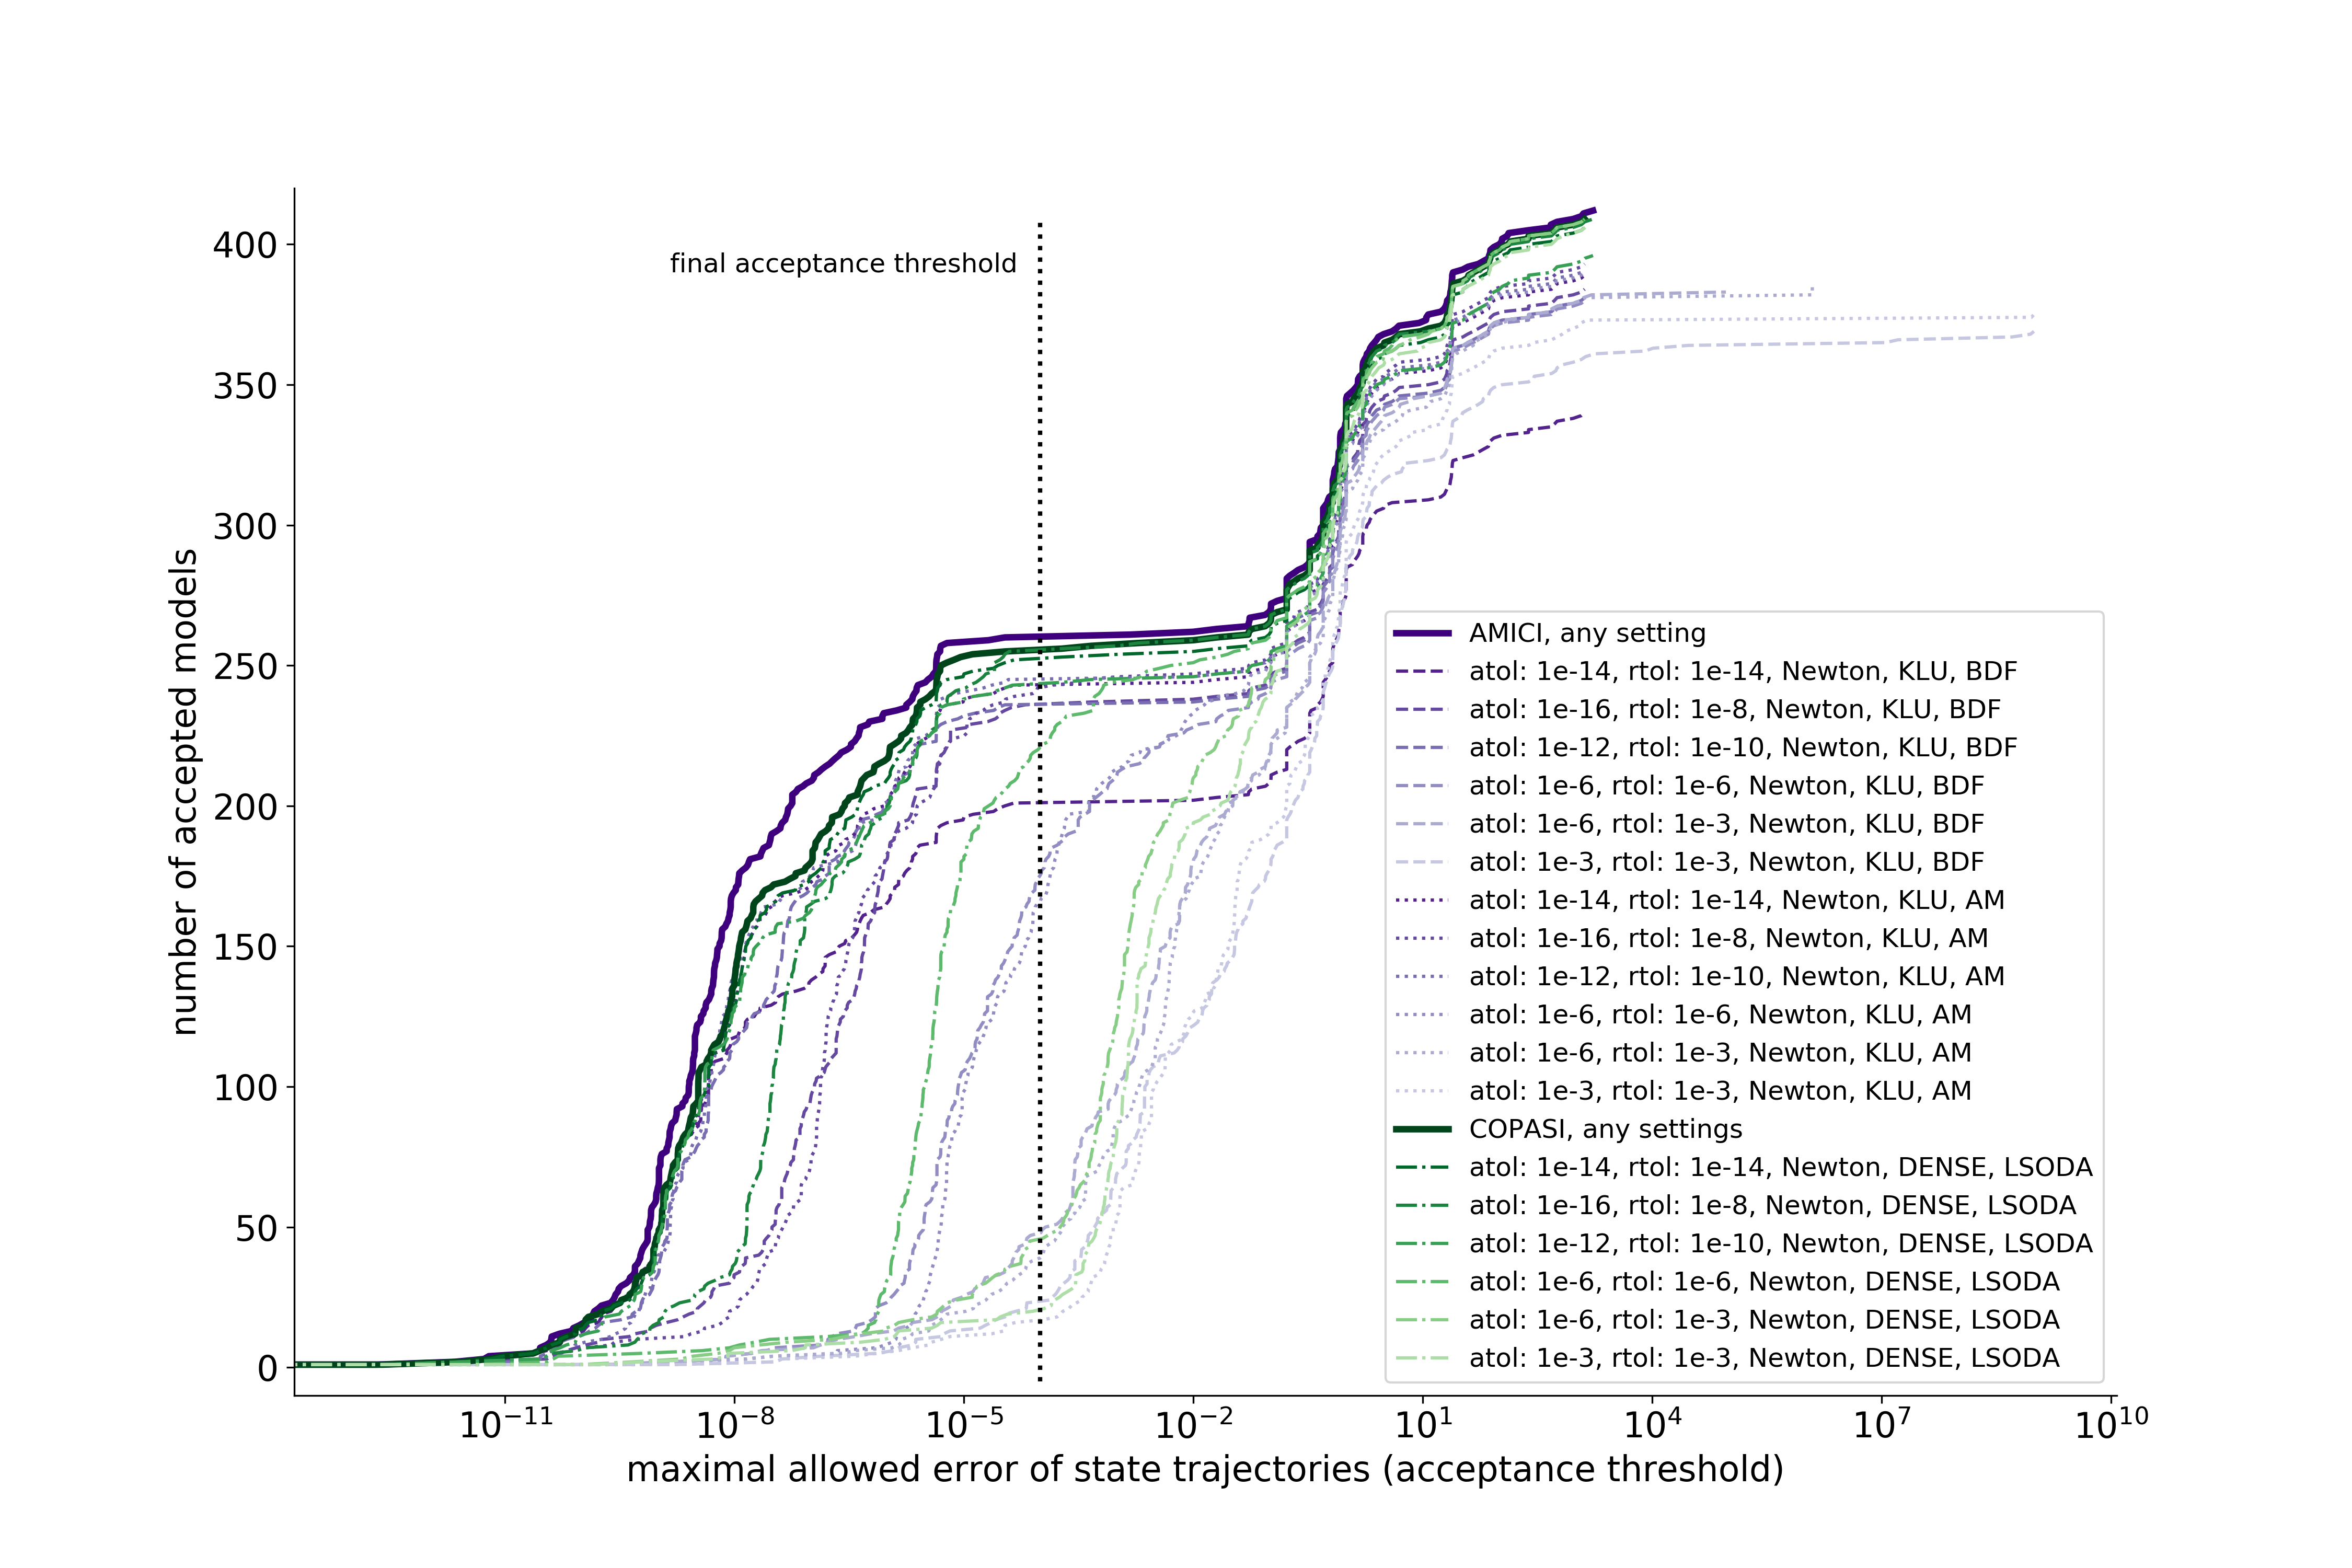 final acceptance threshold
number of accepted models
400
350
300
250
200
150
100
50
0
10⁻¹¹
10⁻⁸
10⁻⁵
10⁻²
10¹
10⁴
10⁷
10¹⁰
maximal allowed error of state trajectories (acceptance threshold)
AMICI, any setting
atol: 1e-14, rtol: 1e-14, Newton, KLU, BDF
atol: 1e-16, rtol: 1e-8, Newton, KLU, BDF
atol: 1e-12, rtol: 1e-10, Newton, KLU, BDF
atol: 1e-6, rtol: 1e-6, Newton, KLU, BDF
atol: 1e-6, rtol: 1e-3, Newton, KLU, BDF
atol: 1e-3, rtol: 1e-3, Newton, KLU, BDF
atol: 1e-14, rtol: 1e-14, Newton, KLU, AM
atol: 1e-16, rtol: 1e-8, Newton, KLU, AM
atol: 1e-12, rtol: 1e-10, Newton, KLU, AM
atol: 1e-6, rtol: 1e-6, Newton, KLU, AM
atol: 1e-6, rtol: 1e-3, Newton, KLU, AM
atol: 1e-3, rtol: 1e-3, Newton, KLU, AM
COPASI, any settings
atol: 1e-14, rtol: 1e-14, Newton, DENSE, LSODA
atol: 1e-16, rtol: 1e-8, Newton, DENSE, LSODA
atol: 1e-12, rtol: 1e-10, Newton, DENSE, LSODA
atol: 1e-6, rtol: 1e-6, Newton, DENSE, LSODA
atol: 1e-6, rtol: 1e-3, Newton, DENSE, LSODA
atol: 1e-3, rtol: 1e-3, Newton, DENSE, LSODA